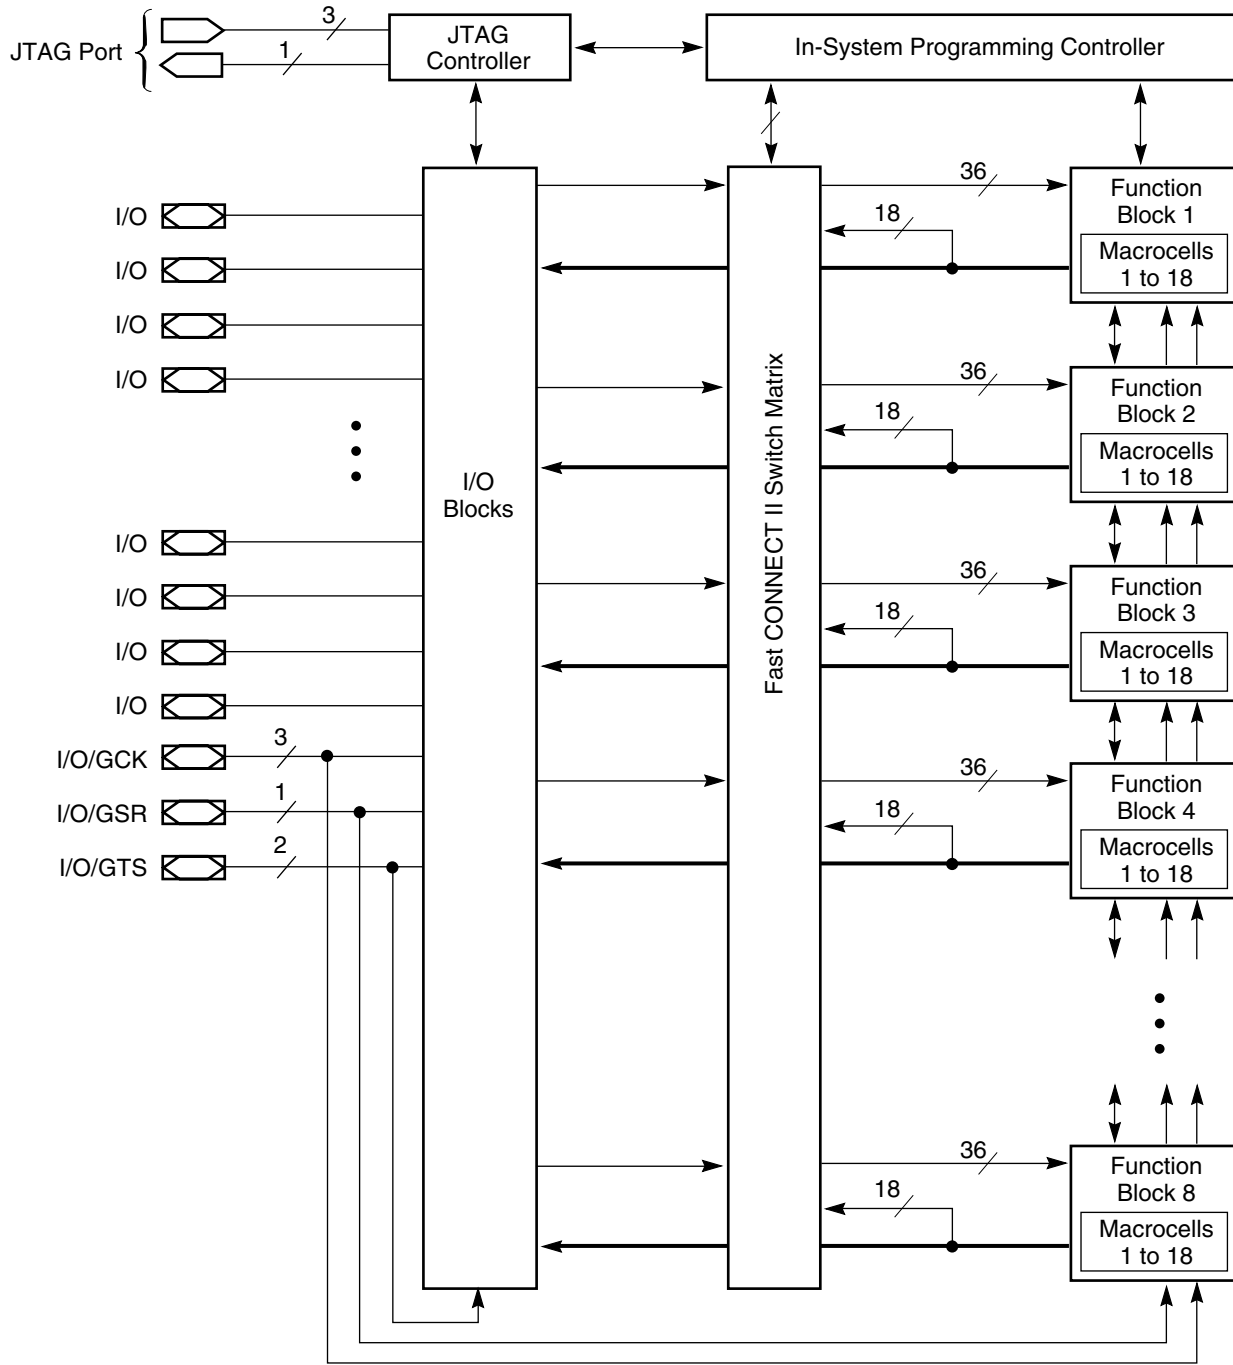 JTAG Port
3
1
JTAG
Controller
In-System Programming Controller
I/O
I/O
I/O
I/O
I/O
I/O
I/O
I/O
I/O/GCK
3
I/O/GSR
1
I/O/GTS
2
I/O
Blocks
Fast CONNECT II Switch Matrix
36
18
Function
Block 1
Macrocells
1 to 18
36
18
Function
Block 2
Macrocells
1 to 18
36
18
Function
Block 3
Macrocells
1 to 18
36
18
Function
Block 4
Macrocells
1 to 18
36
18
Function
Block 8
Macrocells
1 to 18